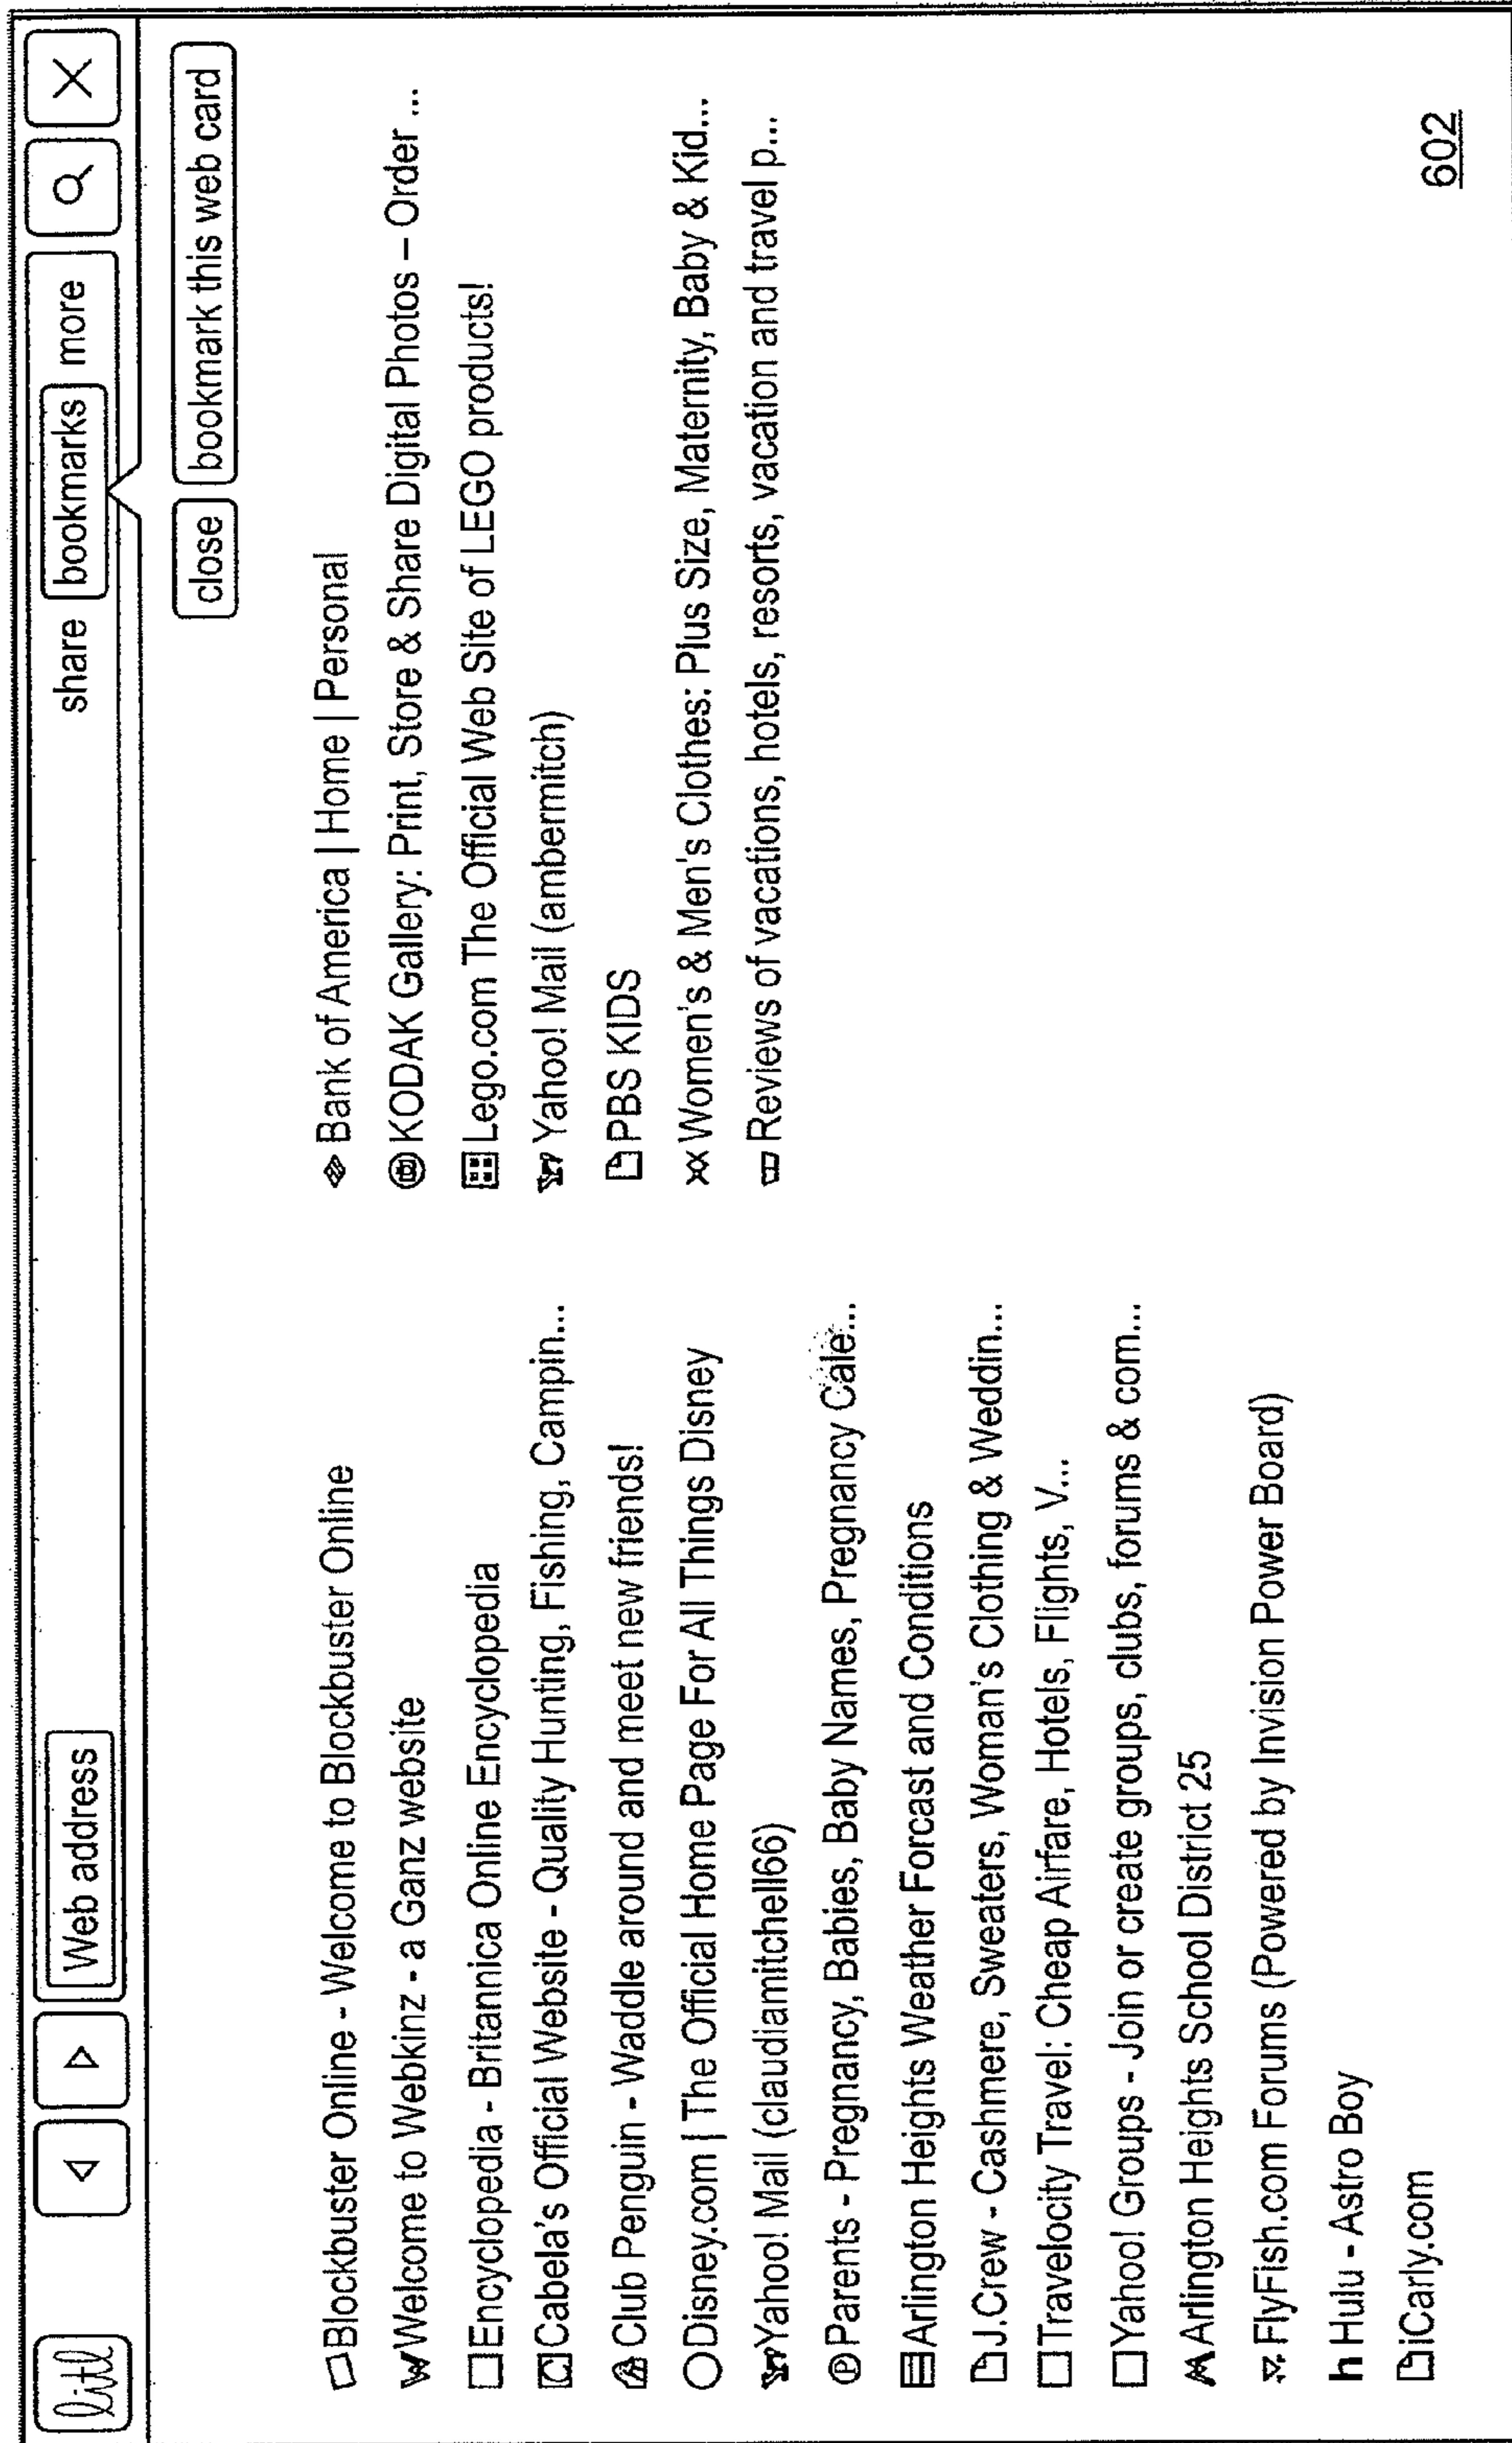 litl
Web address
share bookmarks more
close bookmark this web card
Blockbuster Online - Welcome to Blockbuster Online
Welcome to Webkinz - a Ganz website
Encyclopedia - Britannica Online Encyclopedia
Cabela's Official Website - Quality Hunting, Fishing, Campin...
Club Penguin - Waddle around and meet new friends!
Disney.com | The Official Home Page For All Things Disney
Yahoo! Mail (claudiamitchell66)
Parents - Pregnancy, Babies, Baby Names, Pregnancy Cale...
Arlington Heights Weather Forcast and Conditions
J.Crew - Cashmere, Sweaters, Woman's Clothing & Weddin...
Travelocity Travel: Cheap Airfare, Hotels, Flights, V...
Yahoo! Groups - Join or create groups, clubs, forums & com...
Arlington Heights School District 25
FlyFish.com Forums (Powered by Invision Power Board)
h Hulu - Astro Boy
iCarly.com
Bank of America | Home | Personal
KODAK Gallery: Print, Store & Share Digital Photos – Order ...
Lego.com The Official Web Site of LEGO products!
Yahoo! Mail (ambermitch)
PBS KIDS
Women's & Men's Clothes: Plus Size, Maternity, Baby & Kid...
Reviews of vacations, hotels, resorts, vacation and travel p...
602